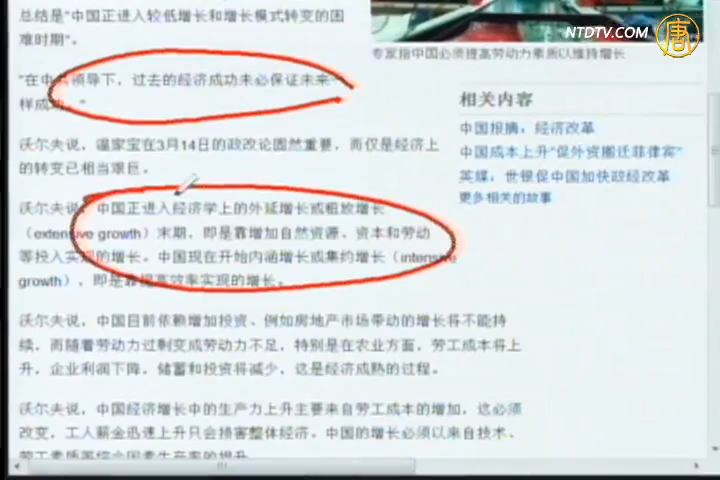 NTDTV.COM
唐
总结是"中国正进入较低增长和增长模式转变的困
难时期"。
专家指中国必须提高劳动力素质以维持增长
"在中共领导下，过去的经济成功未必保证未来一
样成功。"
相关内容
中国报摘，经济改革
中国成本上升"促外资搬迁菲律宾"
英媒，世银保中国加快政经改革
更多相关的故事
沃尔夫说，温家宝在3月14日的政改论固然重要，而仅是经济上
的转变已相当艰巨。
沃尔夫说，中国正进入经济学上的外延增长或粗放增长
（extensive growth）末期，即是靠增加自然资源、资本和劳动
等投入实现的增长。中国现在开始内涵增长或集约增长（intensive
growth），即是靠提高效率实现的增长。
沃尔夫说，中国目前依赖增加投资、例如房地产市场带动的增长将不能持
续，而随着劳动力过剩变成劳动力不足，特别是在农业方面，劳工成本将上
升，企业利润下降，储蓄和投资将减少，这是经济成熟的过程。
沃尔夫说，中国经济增长中的生产力上升主要来自劳工成本的增加，这必须
改变，工人薪金迅速上升只会损害整体经济，中国的增长必须以来自技术、
劳工素质等综合因素生产率的提升